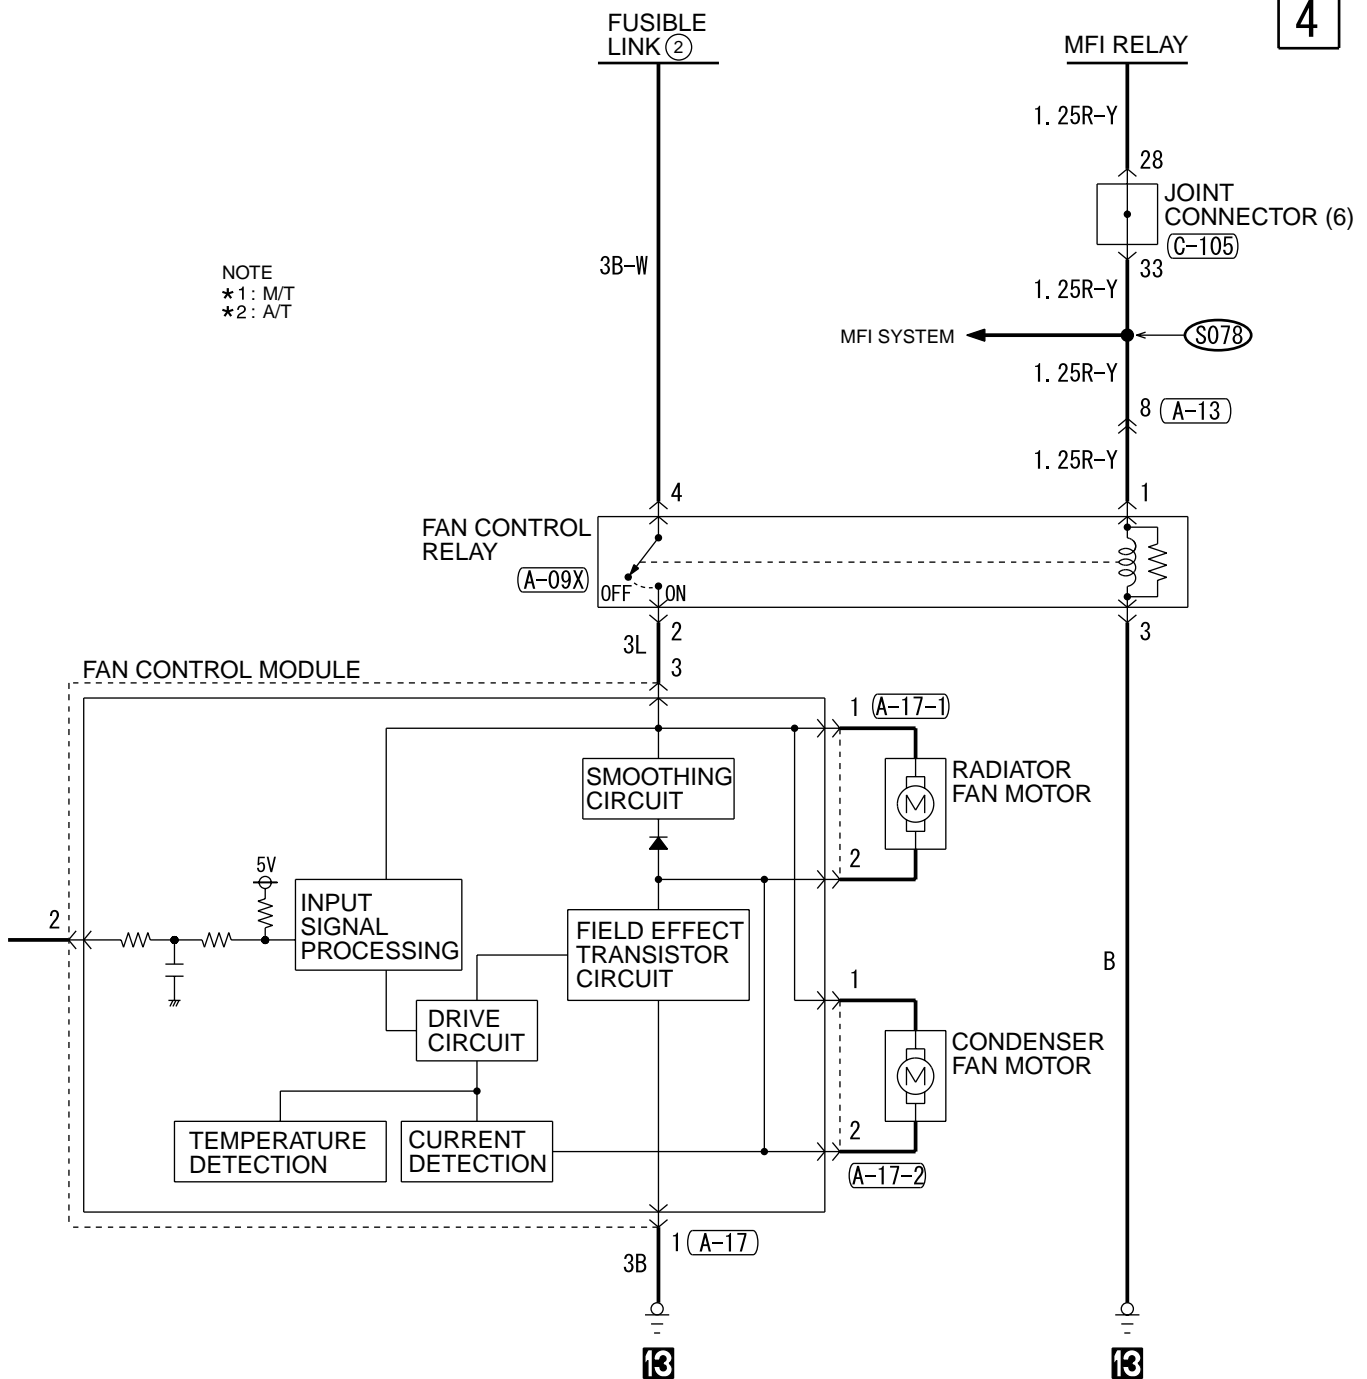 4
FUSIBLE
LINK 2
MFI RELAY
1. 25R-Y
28
JOINT
CONNECTOR (6)
C-105
33
3B-W
NOTE
*1: M/T
*2: A/T
1. 25R-Y
MFI SYSTEM
S078
1. 25R-Y
8 A-13
1. 25R-Y
4
1
FAN CONTROL
RELAY
A-09X
OFF ON
2
3L
3
3
FAN CONTROL MODULE
1 A-17-1
SMOOTHING
CIRCUIT
RADIATOR
FAN MOTOR
M
5V
2
INPUT
SIGNAL
PROCESSING
2
FIELD EFFECT
TRANSISTOR
CIRCUIT
B
1
DRIVE
CIRCUIT
CONDENSER
FAN MOTOR
M
TEMPERATURE
DETECTION
CURRENT
DETECTION
2
A-17-2
1 A-17
3B
13
13